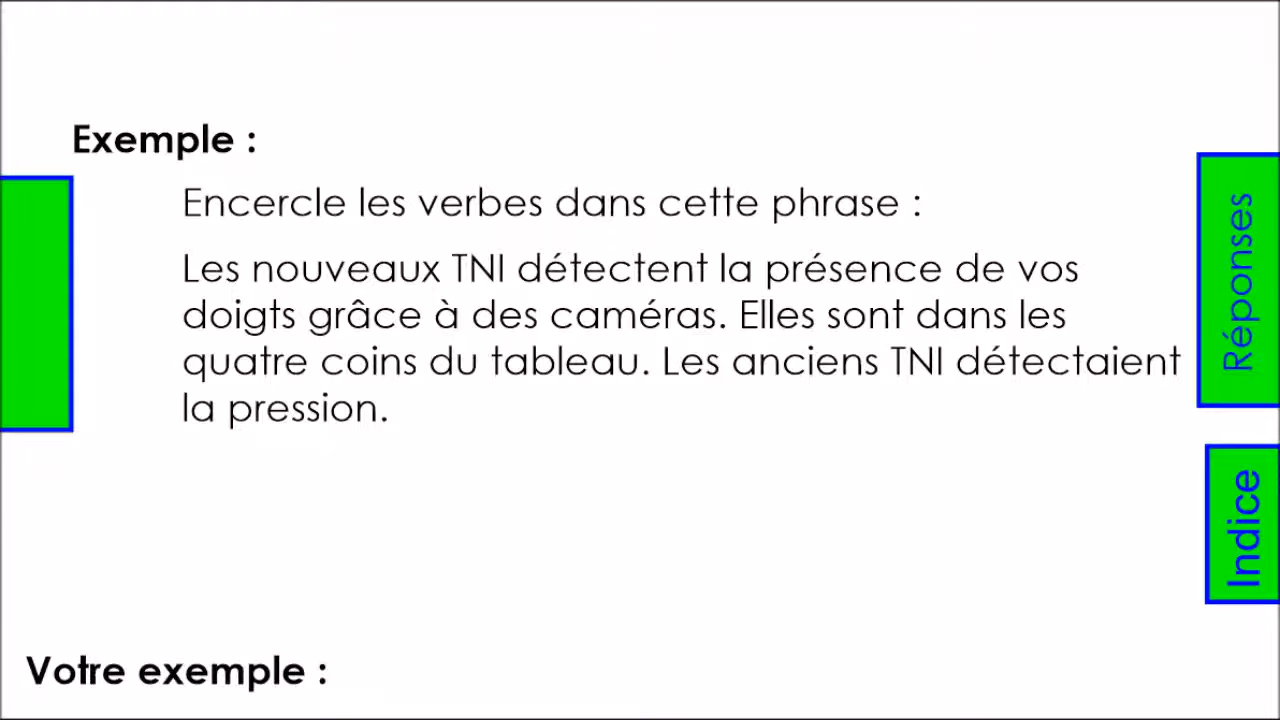 Exemple :
Encercle les verbes dans cette phrase :
Les nouveaux TNI détectent la présence de vos
doigts grâce à des caméras. Elles sont dans les
quatre coins du tableau. Les anciens TNI détectaient
la pression.
Réponses
Indice
Votre exemple :